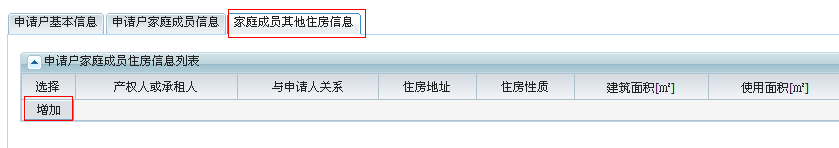 申请户基本信息 申请户家庭成员信息 家庭成员其他住房信息
申请户家庭成员住房信息列表
选择 产权人或承租人 与申请人关系 住房地址 住房性质 建筑面积[㎡] 使用面积[㎡]
增加